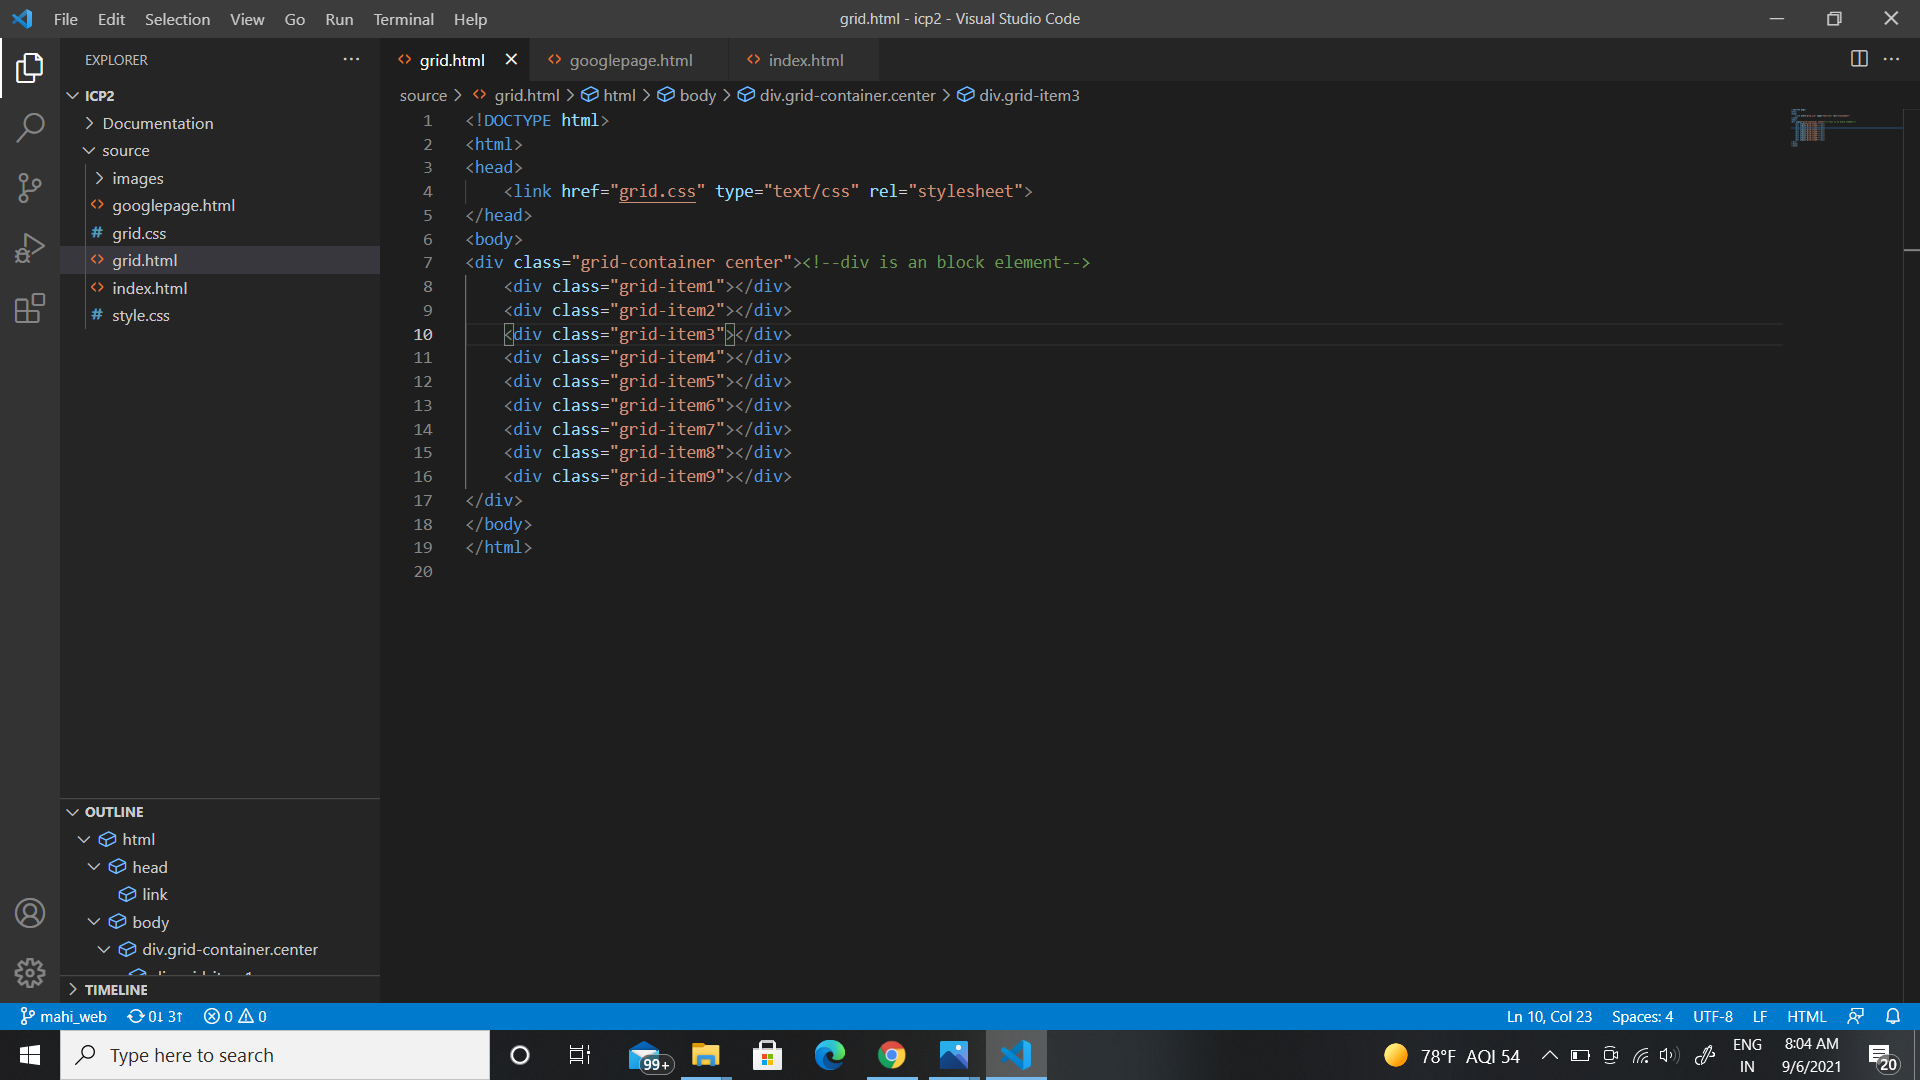 File Edit Selection View Go Run Terminal Help
grid.html - icp2 - Visual Studio Code
EXPLORER
ICP2
Documentation
source
images
googlepage.html
grid.css
grid.html
index.html
style.css
OUTLINE
html
head
link
body
div.grid-container.center
TIMELINE
grid.html googlepage.html index.html
source > grid.html > html > body > div.grid-container.center > div.grid-item3
1 <!DOCTYPE html>
2 <html>
3 <head>
4 <link href="grid.css" type="text/css" rel="stylesheet">
5 </head>
6 <body>
7 <div class="grid-container center"><!--div is an block element-->
8 <div class="grid-item1"></div>
9 <div class="grid-item2"></div>
10 <div class="grid-item3"></div>
11 <div class="grid-item4"></div>
12 <div class="grid-item5"></div>
13 <div class="grid-item6"></div>
14 <div class="grid-item7"></div>
15 <div class="grid-item8"></div>
16 <div class="grid-item9"></div>
17 </div>
18 </body>
19 </html>
20
mahi_web 0↓ 3↑ 0 0
Ln 10, Col 23 Spaces: 4 UTF-8 LF HTML
Type here to search
99+
78°F AQI 54
ENG
IN
8:04 AM
9/6/2021
20